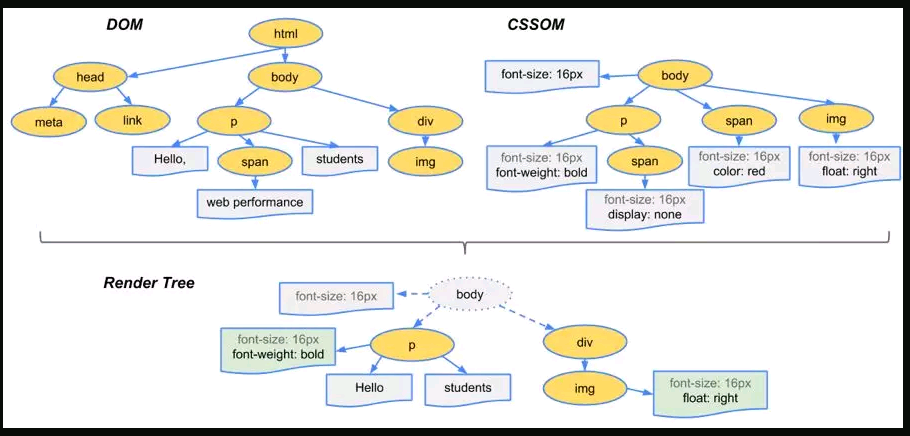 DOM
CSSOM
html
head
body
meta
link
p
div
Hello,
span
students
img
web performance
font-size: 16px
body
p
span
img
font-size: 16px
font-weight: bold
span
font-size: 16px
color: red
font-size: 16px
float: right
font-size: 16px
display: none
Render Tree
font-size: 16px
body
font-size: 16px
font-weight: bold
p
div
Hello
students
img
font-size: 16px
float: right